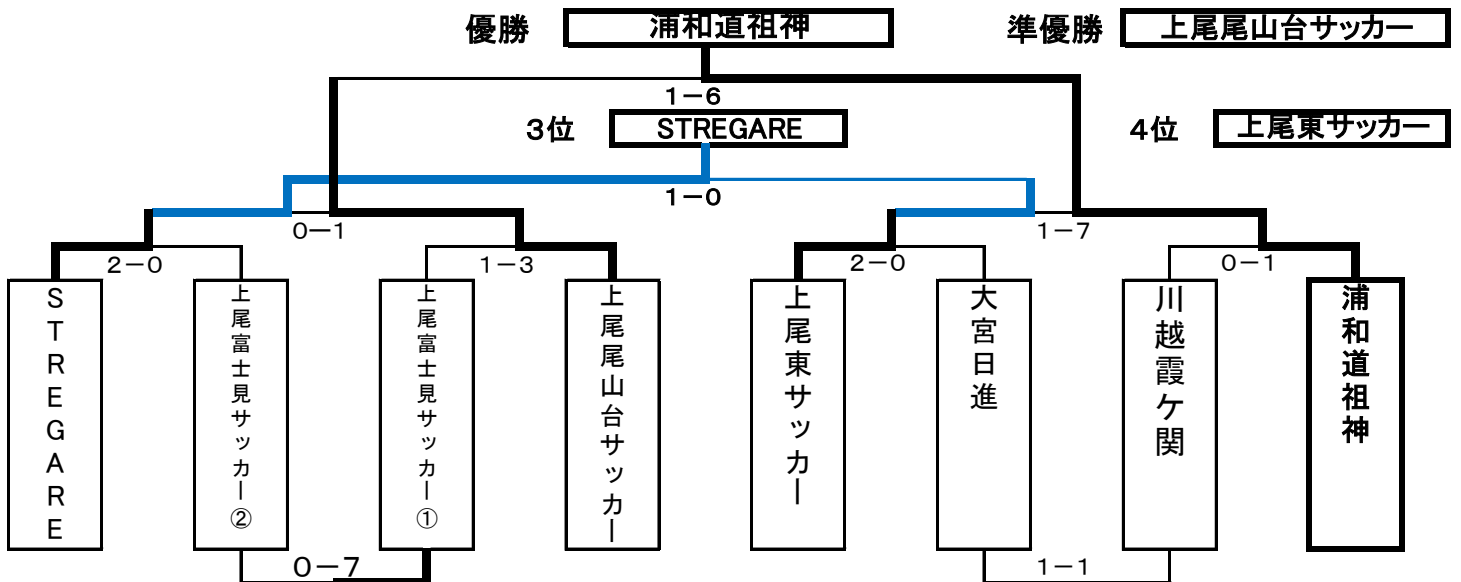 優勝 浦和道祖神 準優勝 上尾尾山台サッカー
1－6
3位 STREGARE 4位 上尾東サッカー
1－0
0－1 1－7
2－0 1－3 2－0 0－1
STREGARE
上尾富士見サッカー②
上尾富士見サッカー①
上尾尾山台サッカー
上尾東サッカー
大宮日進
川越霞ケ関
浦和道祖神
0－7 1－1